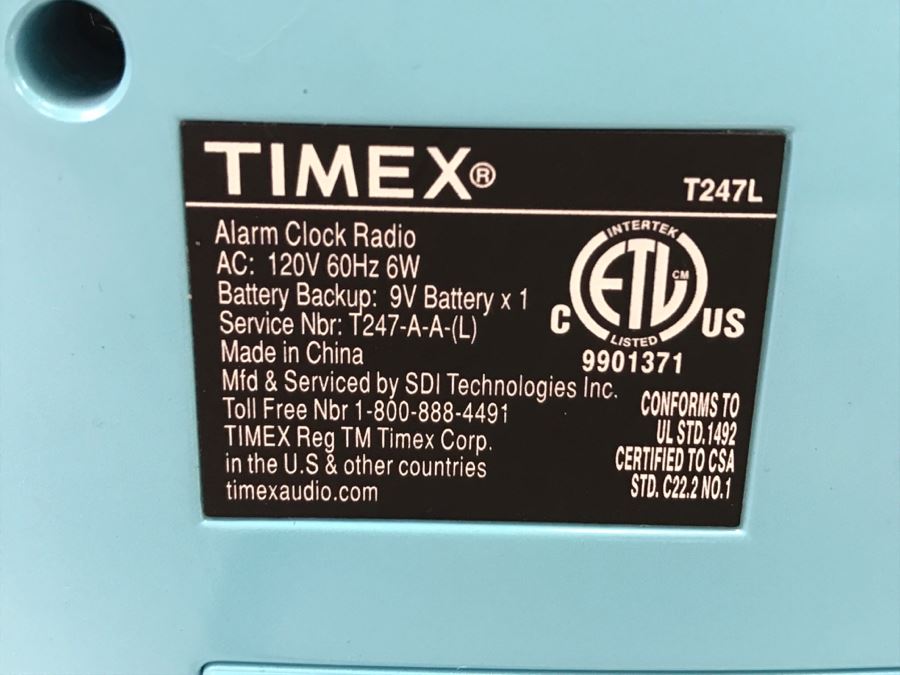 TIMEX®
T247L
Alarm Clock Radio
AC: 120V 60Hz 6W
Battery Backup: 9V Battery x 1
Service Nbr: T247-A-A-(L)
Made in China
Mfd & Serviced by SDI Technologies Inc.
Toll Free Nbr 1-800-888-4491
TIMEX Reg TM Timex Corp.
in the U.S & other countries
timexaudio.com
INTERTEK
ETL CM
C US
LISTED
9901371
CONFORMS TO
UL STD.1492
CERTIFIED TO CSA
STD. C22.2 NO.1